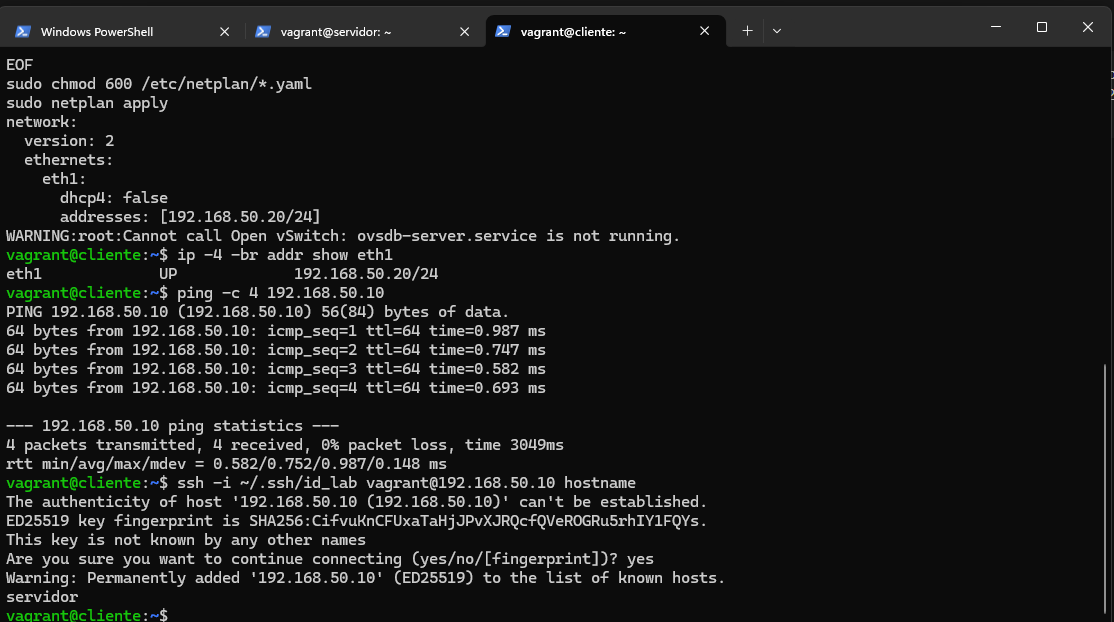 Windows PowerShell
vagrant@servidor: ~
vagrant@cliente: ~
EOF
sudo chmod 600 /etc/netplan/*.yaml
sudo netplan apply
network:
  version: 2
  ethernets:
    eth1:
      dhcp4: false
      addresses: [192.168.50.20/24]
WARNING:root:Cannot call Open vSwitch: ovsdb-server.service is not running.
vagrant@cliente:~$ ip -4 -br addr show eth1
eth1             UP             192.168.50.20/24
vagrant@cliente:~$ ping -c 4 192.168.50.10
PING 192.168.50.10 (192.168.50.10) 56(84) bytes of data.
64 bytes from 192.168.50.10: icmp_seq=1 ttl=64 time=0.987 ms
64 bytes from 192.168.50.10: icmp_seq=2 ttl=64 time=0.747 ms
64 bytes from 192.168.50.10: icmp_seq=3 ttl=64 time=0.582 ms
64 bytes from 192.168.50.10: icmp_seq=4 ttl=64 time=0.693 ms

--- 192.168.50.10 ping statistics ---
4 packets transmitted, 4 received, 0% packet loss, time 3049ms
rtt min/avg/max/mdev = 0.582/0.752/0.987/0.148 ms
vagrant@cliente:~$ ssh -i ~/.ssh/id_lab vagrant@192.168.50.10 hostname
The authenticity of host '192.168.50.10 (192.168.50.10)' can't be established.
ED25519 key fingerprint is SHA256:CifvuKnCFUxaTaHjJPvXJRQcfQVeROGRu5rhIY1FQYs.
This key is not known by any other names
Are you sure you want to continue connecting (yes/no/[fingerprint])? yes
Warning: Permanently added '192.168.50.10' (ED25519) to the list of known hosts.
servidor
vagrant@cliente:~$